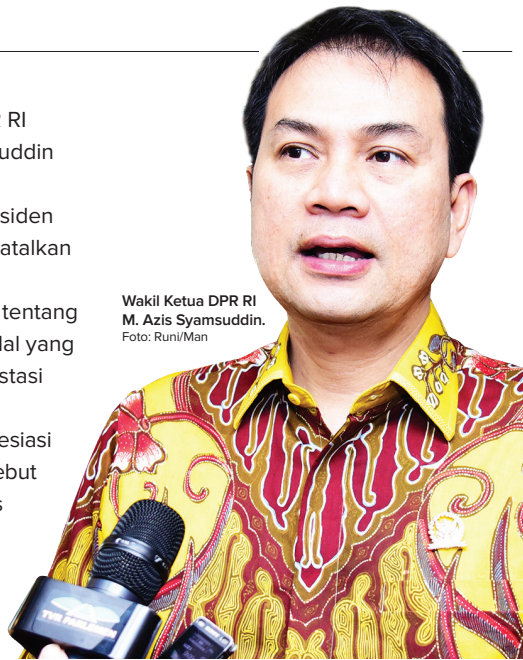 RI
uddin
siden
atalkan
tentang
dal yang
stasi
esiasi
ebut
s
Wakil Ketua DPR RI
M. Azis Syamsuddin.
Foto: Runi/Man
TVR PARLEMEN